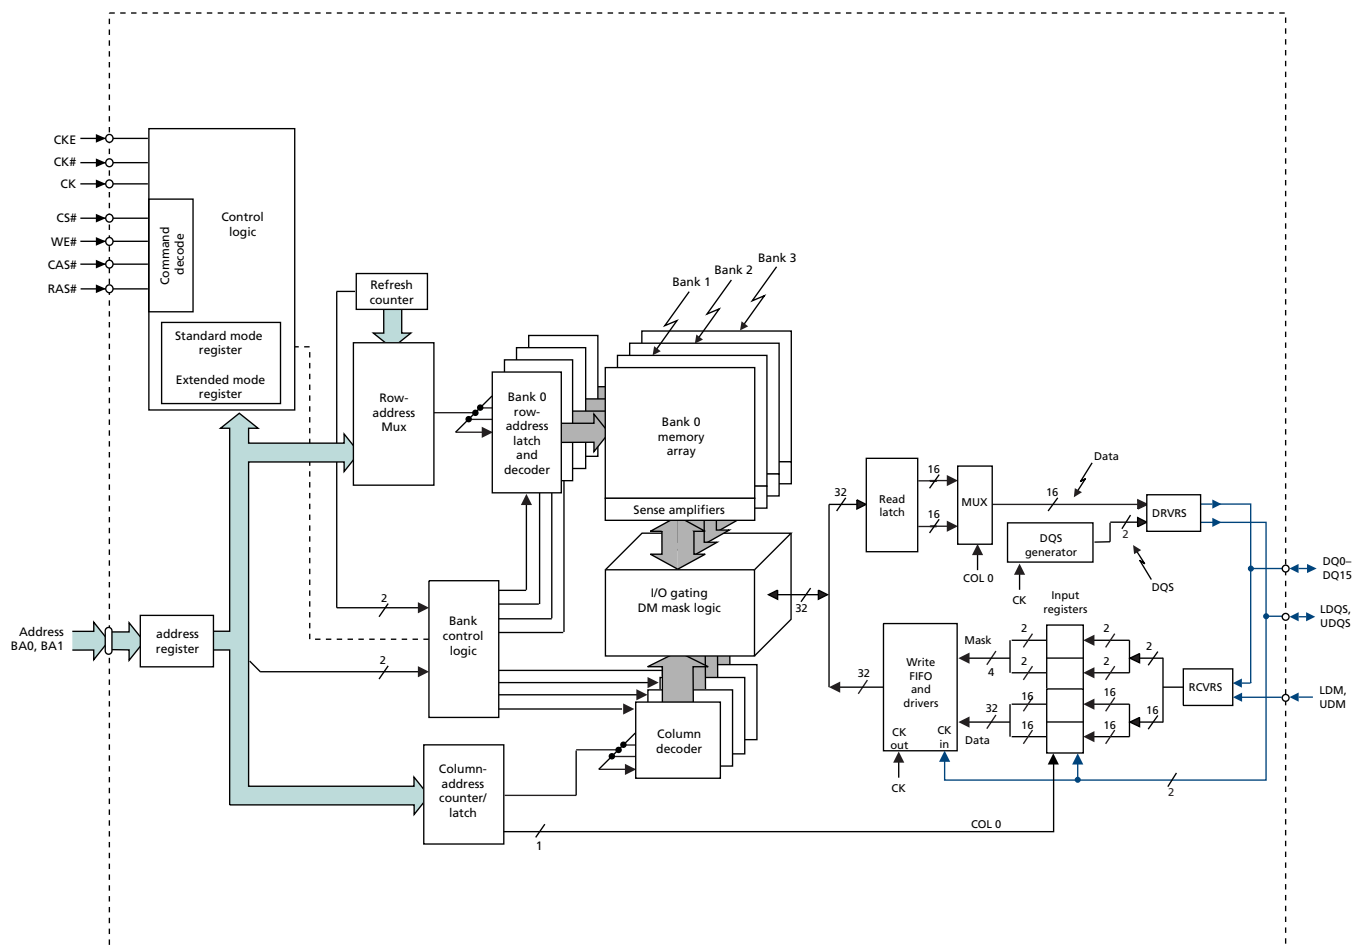 CKE
CK#
CK
CS#
WE#
CAS#
RAS#
Command
decode
Control
logic
Standard mode
register
Extended mode
register
Refresh
counter
Row-
address
Mux
Bank 0
row-
address
latch
and
decoder
Bank 1
Bank 2
Bank 3
Bank 0
memory
array
Sense amplifiers
I/O gating
DM mask logic
32
32
Read
latch
16
16
MUX
COL 0
16
Data
DQS
generator
CK
2
DQS
DRVRS
DQ0–
DQ15
LDQS,
UDQS
LDM,
UDM
Address
BA0, BA1
address
register
2
2
Bank
control
logic
Column
decoder
Column-
address
counter/
latch
1
COL 0
32
Write
FIFO
and
drivers
CK
out
CK
in
CK
Mask
4
32
Data
Input
registers
2
2
16
16
2
2
16
16
2
16
RCVRS
2